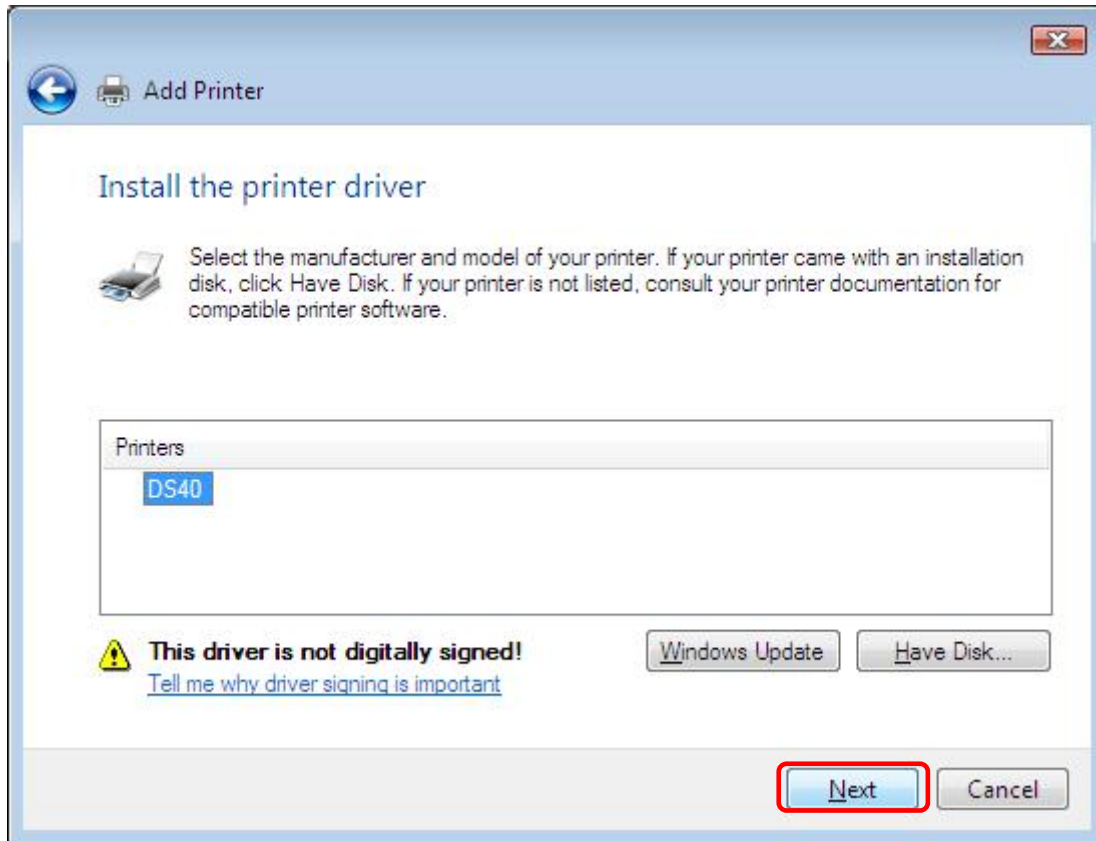 Add Printer
Install the printer driver
Select the manufacturer and model of your printer. If your printer came with an installation
disk, click Have Disk. If your printer is not listed, consult your printer documentation for
compatible printer software.
Printers
DS40
This driver is not digitally signed!
Windows Update
Have Disk...
Tell me why driver signing is important
Next
Cancel